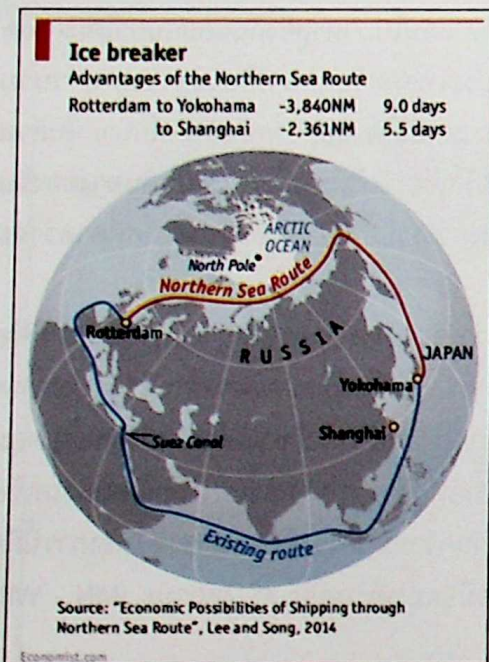 Ice breaker
Advantages of the Northern Sea Route
Rotterdam to Yokohama -3,840NM 9.0 days
to Shanghai -2,361NM 5.5 days
ARCTIC
OCEAN
North Pole
Northern Sea Route
Rotterdam
RUSSIA
JAPAN
Yokohama
Shanghai
Suez Canal
Existing route
Source: "Economic Possibilities of Shipping through
Northern Sea Route", Lee and Song, 2014
Economist.com